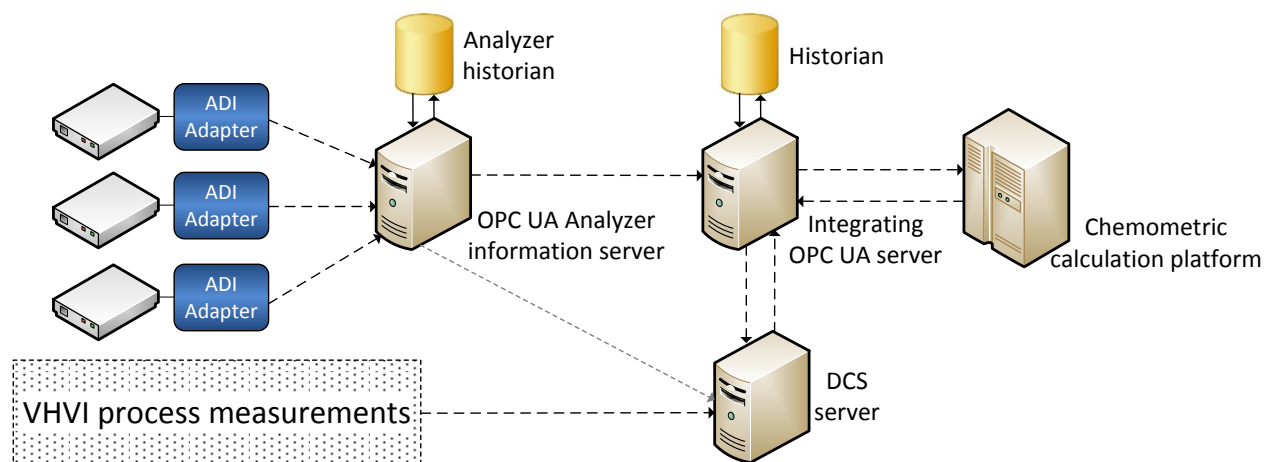 Analyzer
historian
Historian
ADI
Adapter
ADI
Adapter
ADI
Adapter
OPC UA Analyzer
information server
Integrating
OPC UA server
Chemometric
calculation platform
VHVI process measurements
DCS
server